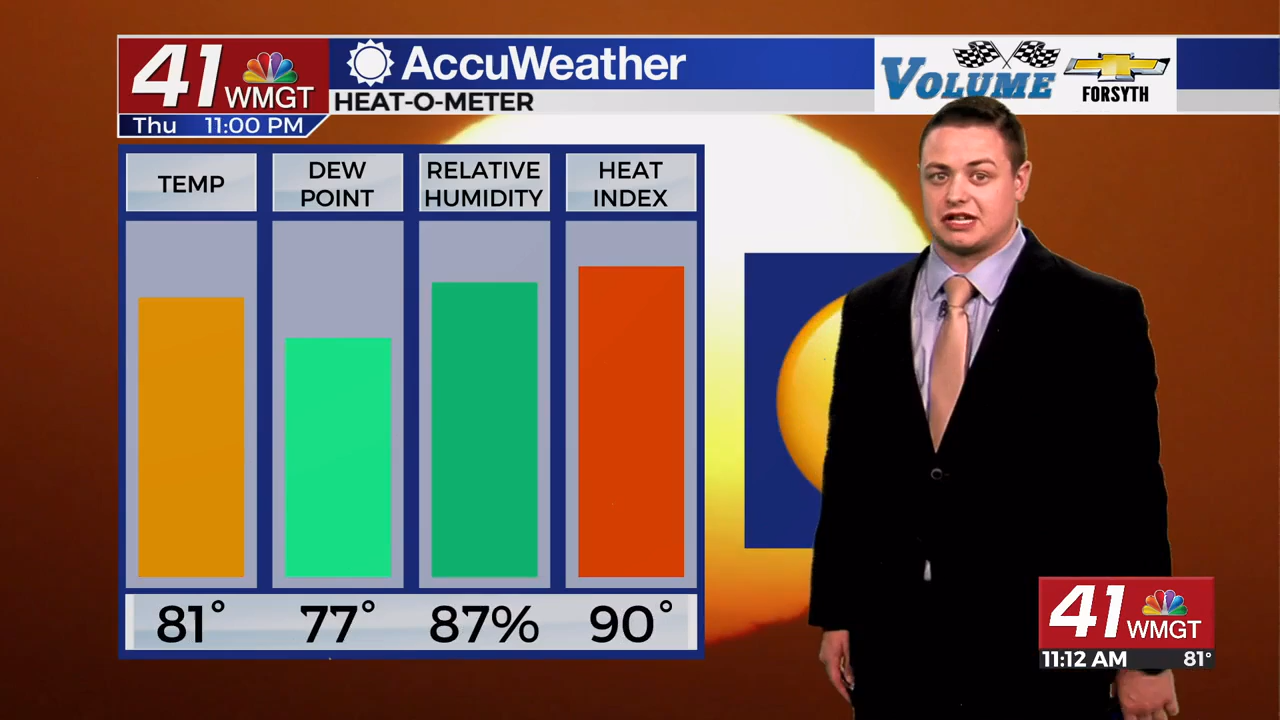 41
WMGT
AccuWeather
HEAT-O-METER
Thu 11:00 PM
VOLUME
FORSYTH
TEMP
DEW
POINT
RELATIVE
HUMIDITY
HEAT
INDEX
81°
77°
87%
90°
41
WMGT
11:12 AM 81°